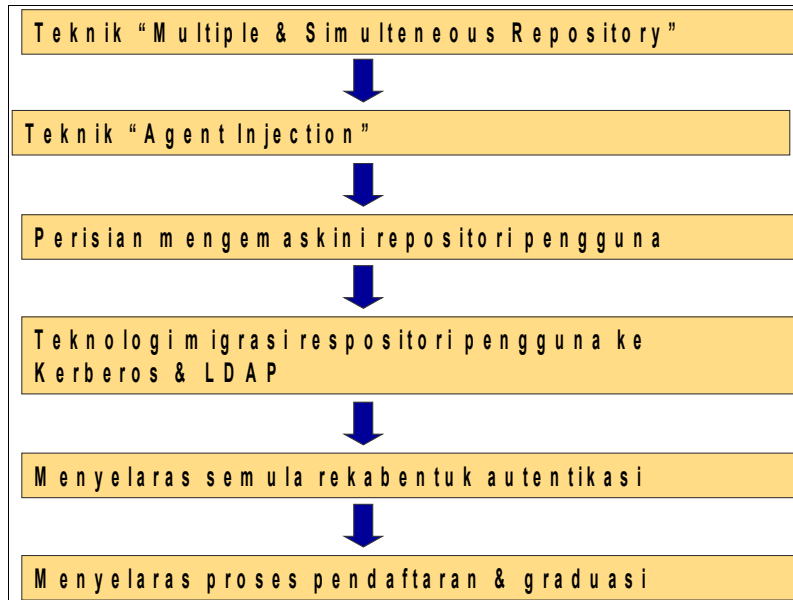 Teknik “Multiple & Simulteneous Repository”
Teknik “Agent Injection”
Perisian mengemaskini repositori pengguna
Teknologi migrasi respositori pengguna ke
Kerberos & LDAP
Menyelaras semula rekabentuk autentikasi
Menyelaras proses pendaftaran & graduasi